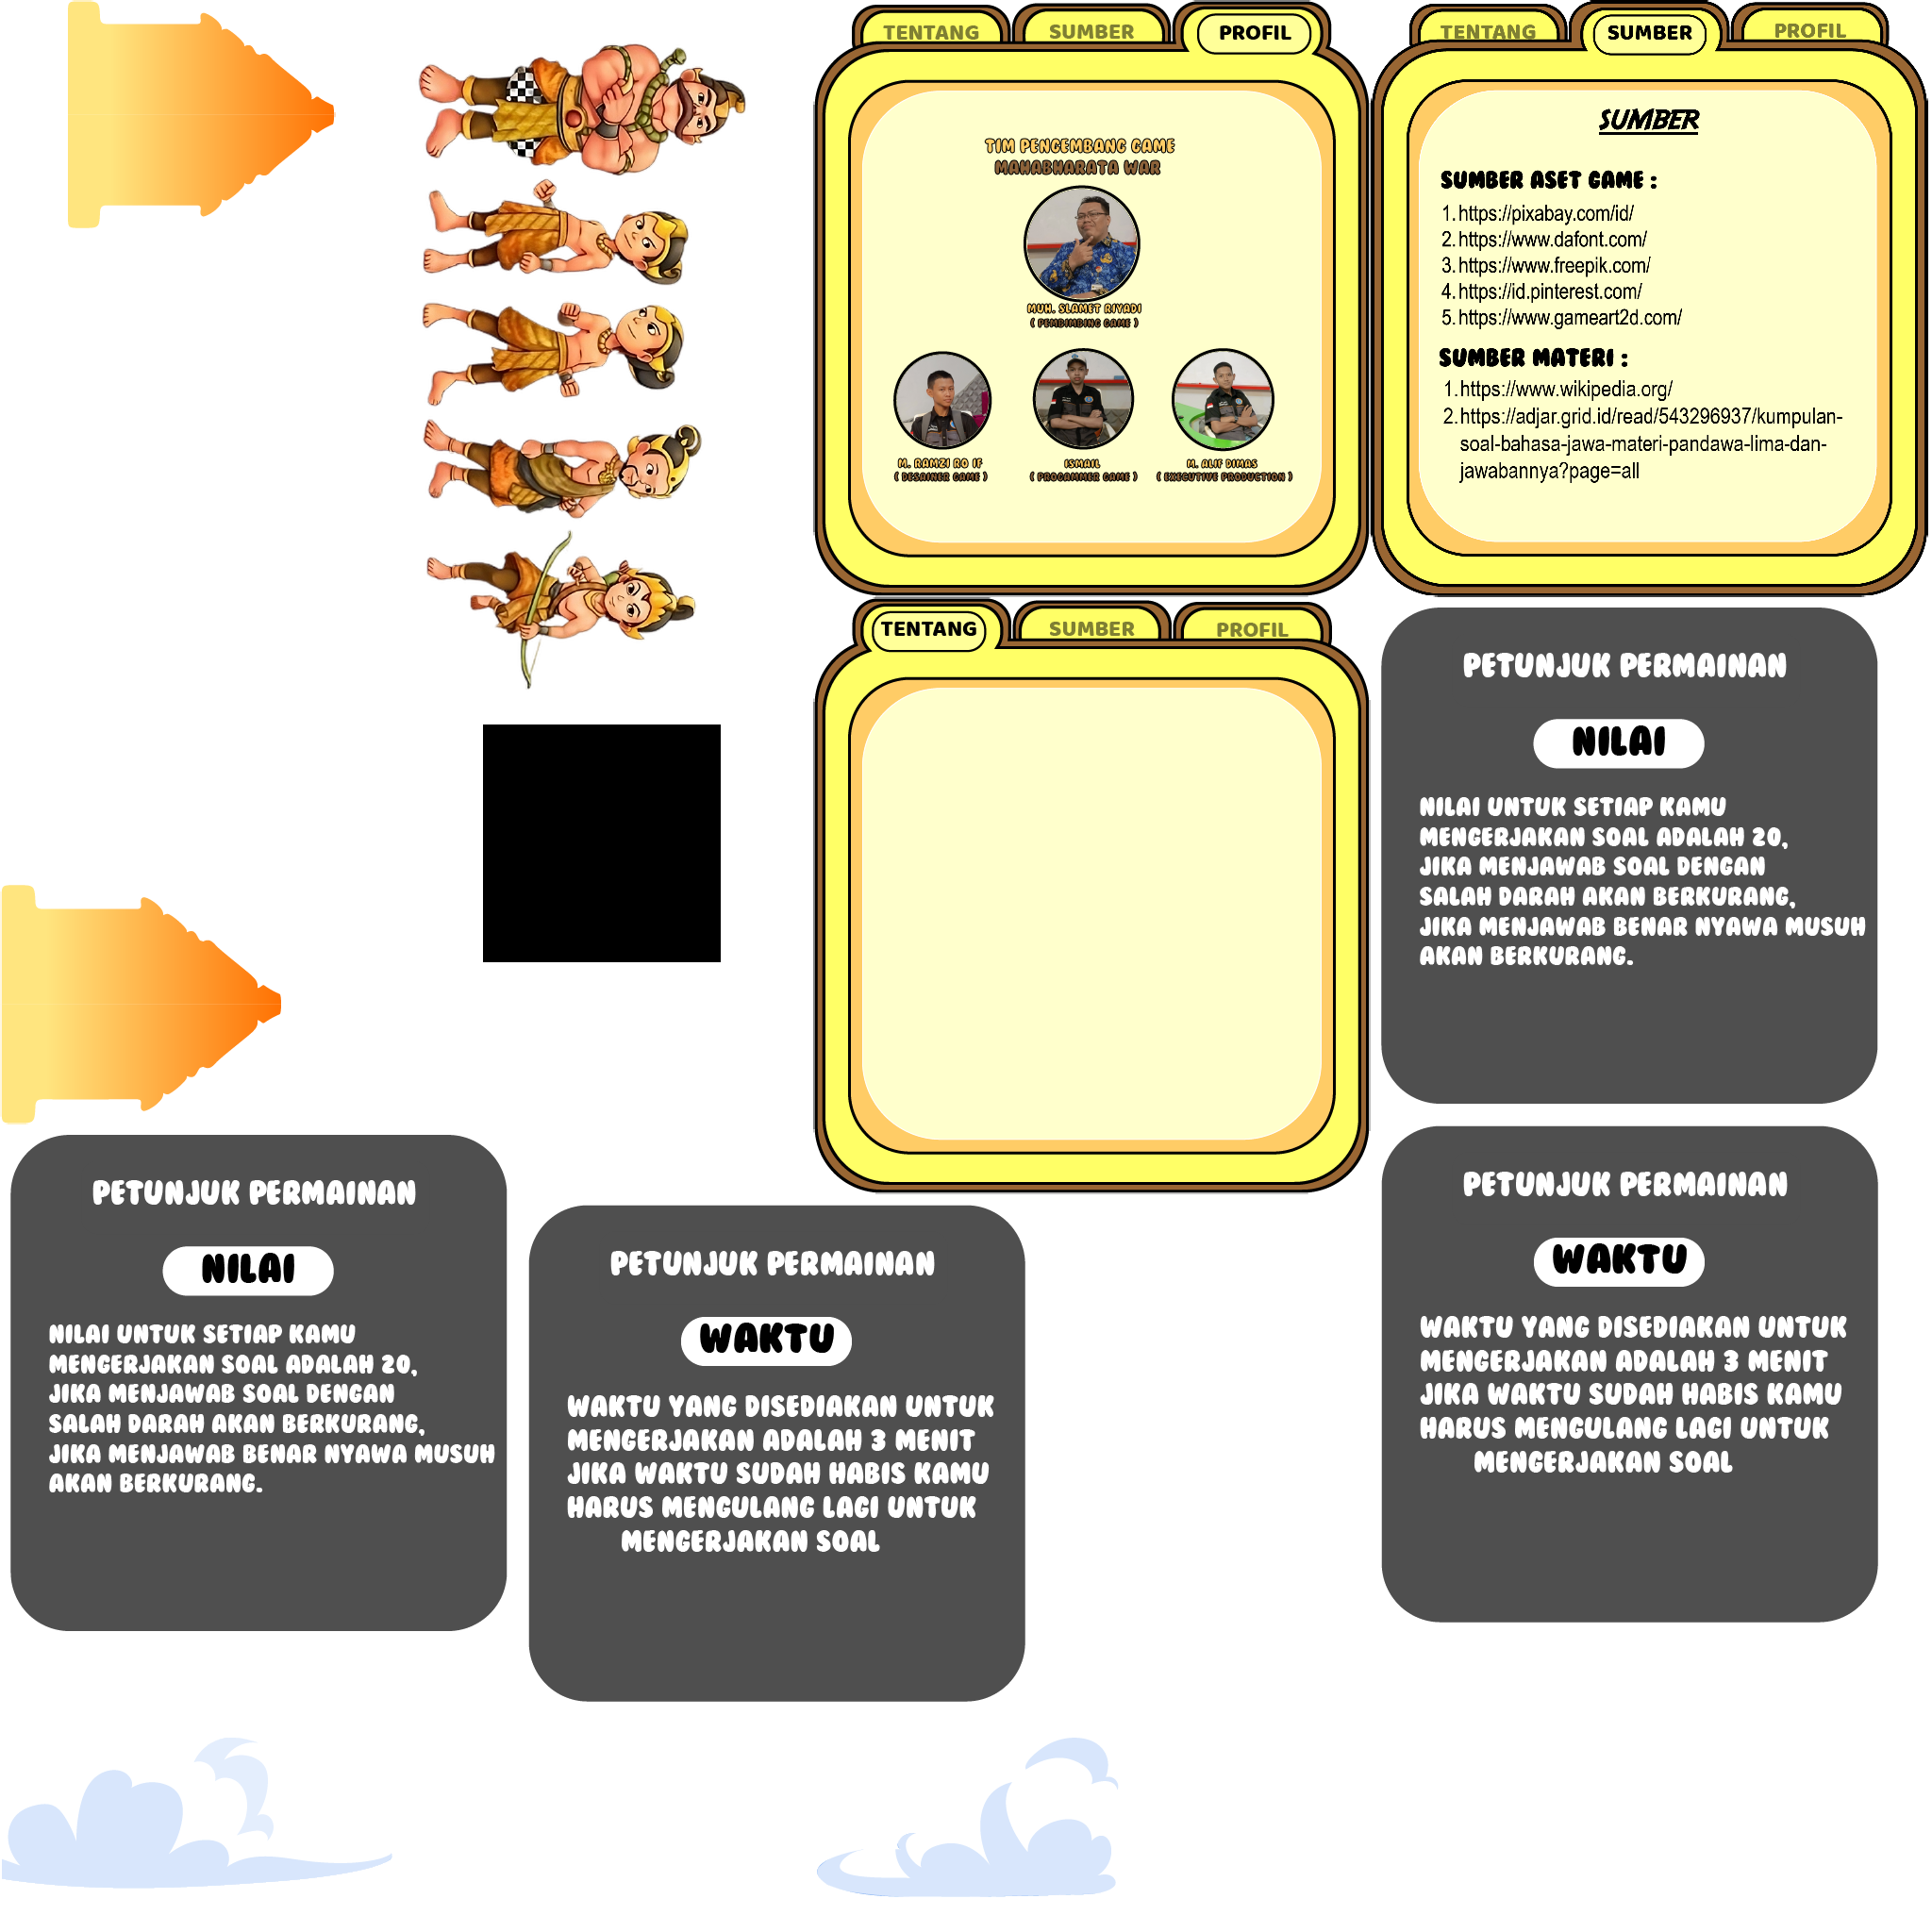 TENTANG
SUMBER
PROFIL
TIM PENGEMBANG GAME
MAHABHARATA WAR
MUH. SLAMET RIYADI
( PEMBIMBING GAME )
M. RAMZI RO IF
( DESAINER GAME )
ISMAIL
( PROGAMMER GAME )
M. ALIF DIMAS
( EXECUTIVE PRODUCTION )
TENTANG
SUMBER
PROFIL
SUMBER
SUMBER ASET GAME :
1. https://pixabay.com/id/
2. https://www.dafont.com/
3. https://www.freepik.com/
4. https://id.pinterest.com/
5. https://www.gameart2d.com/
SUMBER MATERI :
1. https://www.wikipedia.org/
2. https://adjar.grid.id/read/543296937/kumpulan-
soal-bahasa-jawa-materi-pandawa-lima-dan-
jawabannya?page=all
TENTANG
SUMBER
PROFIL
PETUNJUK PERMAINAN
NILAI
NILAI UNTUK SETIAP KAMU
MENGERJAKAN SOAL ADALAH 20,
JIKA MENJAWAB SOAL DENGAN
SALAH DARAH AKAN BERKURANG,
JIKA MENJAWAB BENAR NYAWA MUSUH
AKAN BERKURANG.
PETUNJUK PERMAINAN
NILAI
NILAI UNTUK SETIAP KAMU
MENGERJAKAN SOAL ADALAH 20,
JIKA MENJAWAB SOAL DENGAN
SALAH DARAH AKAN BERKURANG,
JIKA MENJAWAB BENAR NYAWA MUSUH
AKAN BERKURANG.
PETUNJUK PERMAINAN
WAKTU
WAKTU YANG DISEDIAKAN UNTUK
MENGERJAKAN ADALAH 3 MENIT
JIKA WAKTU SUDAH HABIS KAMU
HARUS MENGULANG LAGI UNTUK
MENGERJAKAN SOAL
PETUNJUK PERMAINAN
WAKTU
WAKTU YANG DISEDIAKAN UNTUK
MENGERJAKAN ADALAH 3 MENIT
JIKA WAKTU SUDAH HABIS KAMU
HARUS MENGULANG LAGI UNTUK
MENGERJAKAN SOAL